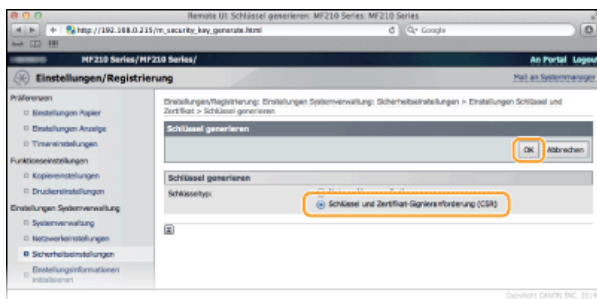 Remote UI: Schlüssel generieren: MF210 Series: MF210 Series
http://192.168.0.215/m_security_key_generate.html
Google
MF210 Series/MF210 Series/
An Portal Logout
Einstellungen/Registrierung
Mail an Systemmanager
Präferenzen
Einstellungen Papier
Einstellungen Anzeige
Timereinstellungen
Funktionseinstellungen
Kopiereinstellungen
Druckereinstellungen
Einstellungen Systemverwaltung
Systemverwaltung
Netzwerkeinstellungen
Sicherheitseinstellungen
Einstellungsinformationen
initialisieren
Einstellungen/Registrierung: Einstellungen Systemverwaltung: Sicherheitseinstellungen > Einstellungen Schlüssel und
Zertifikat > Schlüssel generieren
Schlüssel generieren
OK Abbrechen
Schlüssel generieren
Schlüsseltyp:
Schlüssel und Zertifikat-Signieranforderung (CSR)
Copyright CANON INC. 2014